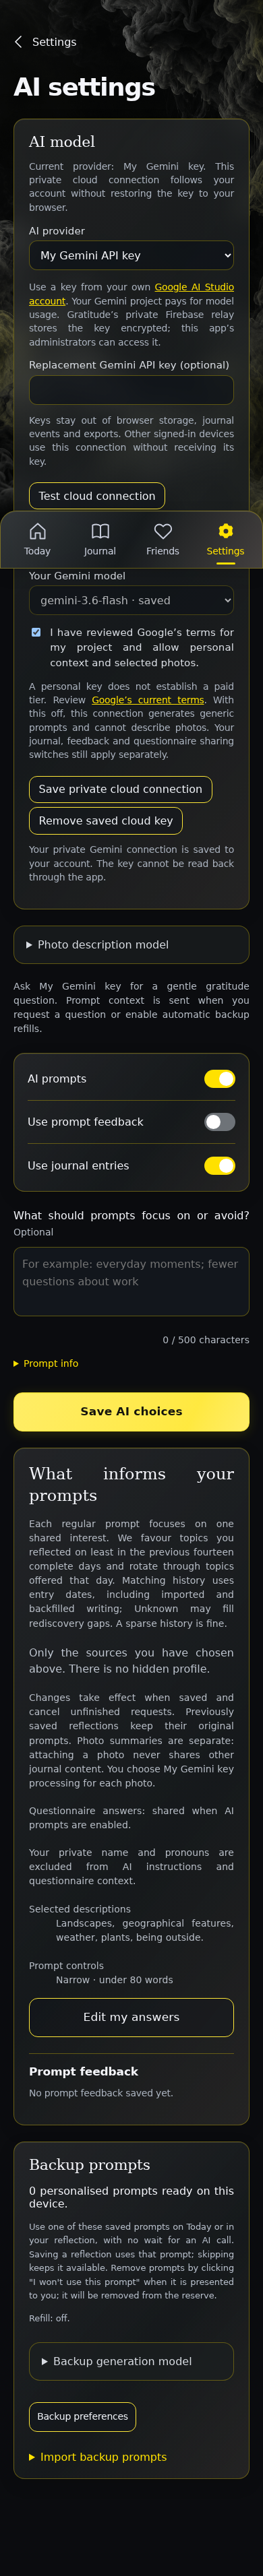 Settings
AI settings
AI model
Current provider: My Gemini key. This
private cloud connection follows your
account without restoring the key to your
browser.
AI provider
My Gemini API key
Use a key from your own Google AI Studio
account. Your Gemini project pays for model
usage. Gratitude's private Firebase relay
stores the key encrypted; this app's
administrators can access it.
Replacement Gemini API key (optional)
Keys stay out of browser storage, journal
events and exports. Other signed-in devices
use this connection without receiving its
key.
Test cloud connection
Today
Journal
Friends
Settings
Your Gemini model
gemini-3.6-flash · saved
I have reviewed Google's terms for
my project and allow personal
context and selected photos.
A personal key does not establish a paid
tier. Review Google's current terms. With
this off, this connection generates generic
prompts and cannot describe photos. Your
journal, feedback and questionnaire sharing
switches still apply separately.
Save private cloud connection
Remove saved cloud key
Your private Gemini connection is saved to
your account. The key cannot be read back
through the app.
Photo description model
Ask My Gemini key for a gentle gratitude
question. Prompt context is sent when you
request a question or enable automatic backup
refills.
AI prompts
Use prompt feedback
Use journal entries
What should prompts focus on or avoid?
Optional
For example: everyday moments; fewer
questions about work
0 / 500 characters
Prompt info
Save AI choices
What informs your
prompts
Each regular prompt focuses on one
shared interest. We favour topics you
reflected on least in the previous fourteen
complete days and rotate through topics
offered that day. Matching history uses
entry dates, including imported and
backfilled writing; Unknown may fill
rediscovery gaps. A sparse history is fine.
Only the sources you have chosen
above. There is no hidden profile.
Changes take effect when saved and
cancel unfinished requests. Previously
saved reflections keep their original
prompts. Photo summaries are separate:
attaching a photo never shares other
journal content. You choose My Gemini key
processing for each photo.
Questionnaire answers: shared when AI
prompts are enabled.
Your private name and pronouns are
excluded from AI instructions and
questionnaire context.
Selected descriptions
Landscapes, geographical features,
weather, plants, being outside.
Prompt controls
Narrow · under 80 words
Edit my answers
Prompt feedback
No prompt feedback saved yet.
Backup prompts
0 personalised prompts ready on this
device.
Use one of these saved prompts on Today or in
your reflection, with no wait for an AI call.
Saving a reflection uses that prompt; skipping
keeps it available. Remove prompts by clicking
"I won't use this prompt" when it is presented
to you; it will be removed from the reserve.
Refill: off.
Backup generation model
Backup preferences
Import backup prompts